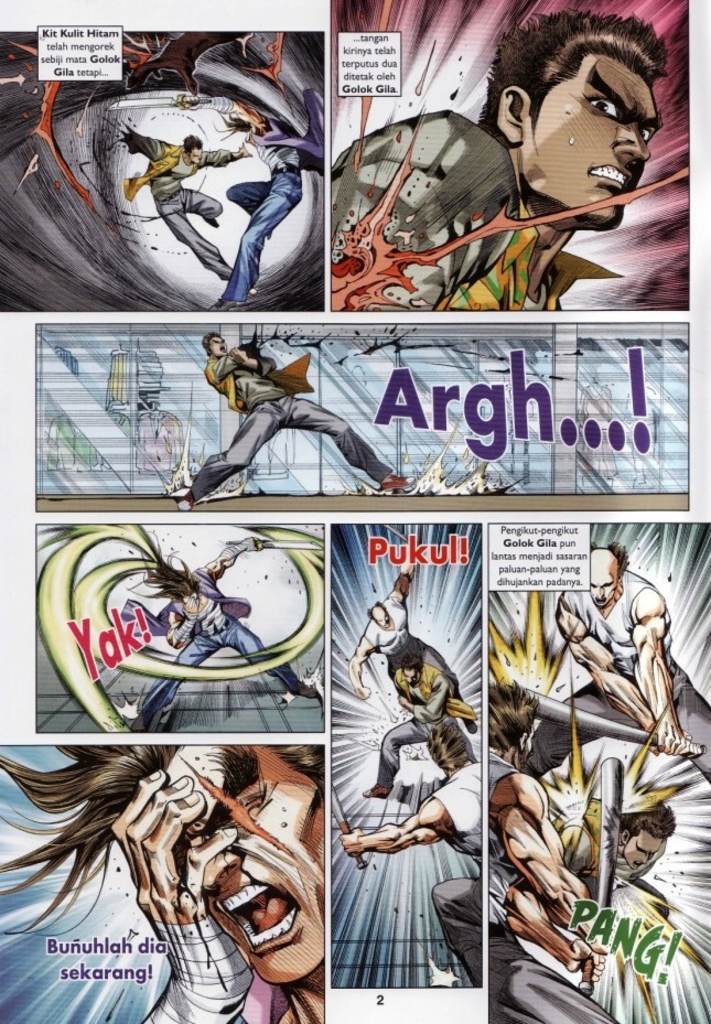 Kit Kulit Hitam
telah mengorek
sebiji mata Golok
Gila tetapi...
...tangan
kirinya telah
terputus dua
ditetak oleh
Golok Gila.
Argh....!
Yak!
Pukul!
Pengikut-pengikut
Golok Gila pun
lantas menjadi sasaran
paluan-paluan yang
dihujankan padanya.
Bunuhlah dia
sekarang!
PANG!
2